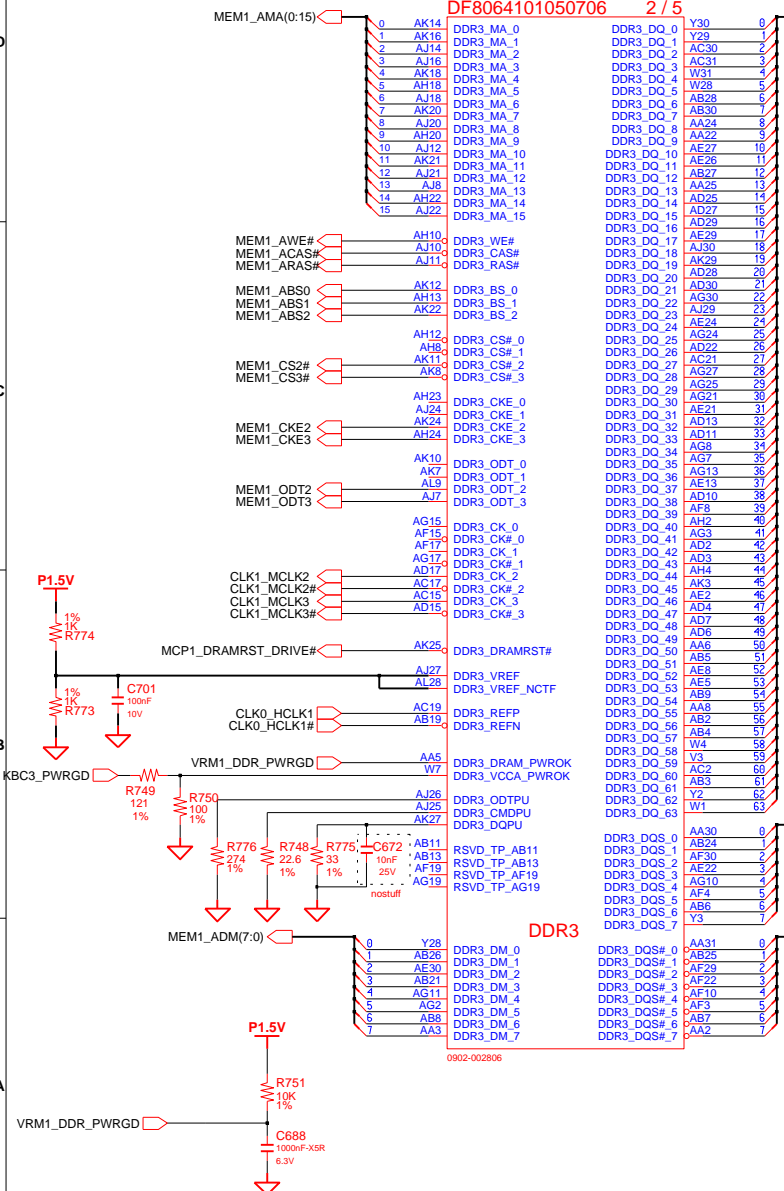 DF8064101050706 2 / 5
D
MEM1_AMA(0:15)
0 AK14 DDR3_MA_0 DDR3_DQ_0 Y30 0
1 AK16 DDR3_MA_1 DDR3_DQ_1 Y29 1
2 AJ14 DDR3_MA_2 DDR3_DQ_2 AC30 2
3 AJ16 DDR3_MA_3 DDR3_DQ_3 AC31 3
4 AK18 DDR3_MA_4 DDR3_DQ_4 W31 4
5 AH18 DDR3_MA_5 DDR3_DQ_5 W28 5
6 AJ18 DDR3_MA_6 DDR3_DQ_6 AB28 6
7 AK20 DDR3_MA_7 DDR3_DQ_7 AB30 7
8 AJ20 DDR3_MA_8 DDR3_DQ_8 AA24 8
9 AH20 DDR3_MA_9 DDR3_DQ_9 AA22 9
10 AJ12 DDR3_MA_10 DDR3_DQ_10 AE27 10
11 AK21 DDR3_MA_11 DDR3_DQ_11 AE26 11
12 AJ21 DDR3_MA_12 DDR3_DQ_12 AB27 12
13 AJ8 DDR3_MA_13 DDR3_DQ_13 AA25 13
14 AH22 DDR3_MA_14 DDR3_DQ_14 AD25 14
15 AJ22 DDR3_MA_15 DDR3_DQ_15 AD27 15
DDR3_DQ_16 AD29 16
MEM1_AWE# AH10 DDR3_WE# DDR3_DQ_17 AE29 17
MEM1_ACAS# AJ10 DDR3_CAS# DDR3_DQ_18 AJ30 18
MEM1_ARAS# AJ11 DDR3_RAS# DDR3_DQ_19 AK29 19
DDR3_DQ_20 AD28 20
MEM1_ABS0 AK12 DDR3_BS_0 DDR3_DQ_21 AD30 21
MEM1_ABS1 AH13 DDR3_BS_1 DDR3_DQ_22 AG30 22
MEM1_ABS2 AK22 DDR3_BS_2 DDR3_DQ_23 AJ29 23
DDR3_DQ_24 AE24 24
AH12 DDR3_CS#_0 DDR3_DQ_25 AG24 25
AH8 DDR3_CS#_1 DDR3_DQ_26 AD22 26
MEM1_CS2# AK11 DDR3_CS#_2 DDR3_DQ_27 AC21 27
MEM1_CS3# AK8 DDR3_CS#_3 DDR3_DQ_28 AG27 28
C
DDR3_DQ_29 AG25 29
AH23 DDR3_CKE_0 DDR3_DQ_30 AG21 30
AJ24 DDR3_CKE_1 DDR3_DQ_31 AE21 31
MEM1_CKE2 AK24 DDR3_CKE_2 DDR3_DQ_32 AD13 32
MEM1_CKE3 AH24 DDR3_CKE_3 DDR3_DQ_33 AD11 33
DDR3_DQ_34 AG8 34
AK10 DDR3_ODT_0 DDR3_DQ_35 AG7 35
AK7 DDR3_ODT_1 DDR3_DQ_36 AG13 36
MEM1_ODT2 AL9 DDR3_ODT_2 DDR3_DQ_37 AE13 37
MEM1_ODT3 AJ7 DDR3_ODT_3 DDR3_DQ_38 AD10 38
DDR3_DQ_39 AF8 39
AG15 DDR3_CK_0 DDR3_DQ_40 AH2 40
AF15 DDR3_CK#_0 DDR3_DQ_41 AG3 41
AF17 DDR3_CK_1 DDR3_DQ_42 AD2 42
AG17 DDR3_CK#_1 DDR3_DQ_43 AD3 43
CLK1_MCLK2 AD17 DDR3_CK_2 DDR3_DQ_44 AH4 44
CLK1_MCLK2# AC17 DDR3_CK#_2 DDR3_DQ_45 AK3 45
CLK1_MCLK3 AC15 DDR3_CK_3 DDR3_DQ_46 AE2 46
CLK1_MCLK3# AD15 DDR3_CK#_3 DDR3_DQ_47 AD4 47
DDR3_DQ_48 AD7 48
DDR3_DQ_49 AD6 49
MCP1_DRAMRST_DRIVE# AK25 DDR3_DRAMRST# DDR3_DQ_50 AA6 50
DDR3_DQ_51 AB5 51
AJ27 DDR3_VREF DDR3_DQ_52 AE8 52
AL28 DDR3_VREF_NCTF DDR3_DQ_53 AE5 53
DDR3_DQ_54 AB9 54
CLK0_HCLK1 AC19 DDR3_REFP DDR3_DQ_55 AA8 55
CLK0_HCLK1# AB19 DDR3_REFN DDR3_DQ_56 AB2 56
DDR3_DQ_57 AB4 57
DDR3_DQ_58 W4 58
VRM1_DDR_PWRGD AA5 DDR3_DRAM_PWROK DDR3_DQ_59 V3 59
W7 DDR3_VCCA_PWROK DDR3_DQ_60 AC2 60
DDR3_DQ_61 AB3 61
AJ26 DDR3_ODTPU DDR3_DQ_62 Y2 62
AJ25 DDR3_CMDPU DDR3_DQ_63 W1 63
AK27 DDR3_DQPU
P1.5V
1%
1K
R774
1%
1K
R773
C701
100nF
10V
B
KBC3_PWRGD
R749
121
1%
R750
100
1%
R776
274
1%
R748
22.6
1%
R775
33
1%
C672
10nF
25V
nostuff
AB11 RSVD_TP_AB11
AB13 RSVD_TP_AB13
AF19 RSVD_TP_AF19
AG19 RSVD_TP_AG19
DDR3_DQS_0 AA30 0
DDR3_DQS_1 AB24 1
DDR3_DQS_2 AF30 2
DDR3_DQS_3 AE22 3
DDR3_DQS_4 AG10 4
DDR3_DQS_5 AF4 5
DDR3_DQS_6 AB6 6
DDR3_DQS_7 Y3 7
DDR3
MEM1_ADM(7:0)
0 Y28 DDR3_DM_0 DDR3_DQS#_0 AA31 0
1 AB26 DDR3_DM_1 DDR3_DQS#_1 AB25 1
2 AE30 DDR3_DM_2 DDR3_DQS#_2 AF29 2
3 AB21 DDR3_DM_3 DDR3_DQS#_3 AF22 3
4 AG11 DDR3_DM_4 DDR3_DQS#_4 AF10 4
5 AG2 DDR3_DM_5 DDR3_DQS#_5 AF3 5
6 AB8 DDR3_DM_6 DDR3_DQS#_6 AB7 6
7 AA3 DDR3_DM_7 DDR3_DQS#_7 AA2 7
0902-002806
A
P1.5V
R751
10K
1%
VRM1_DDR_PWRGD
C688
1000nF-X5R
6.3V